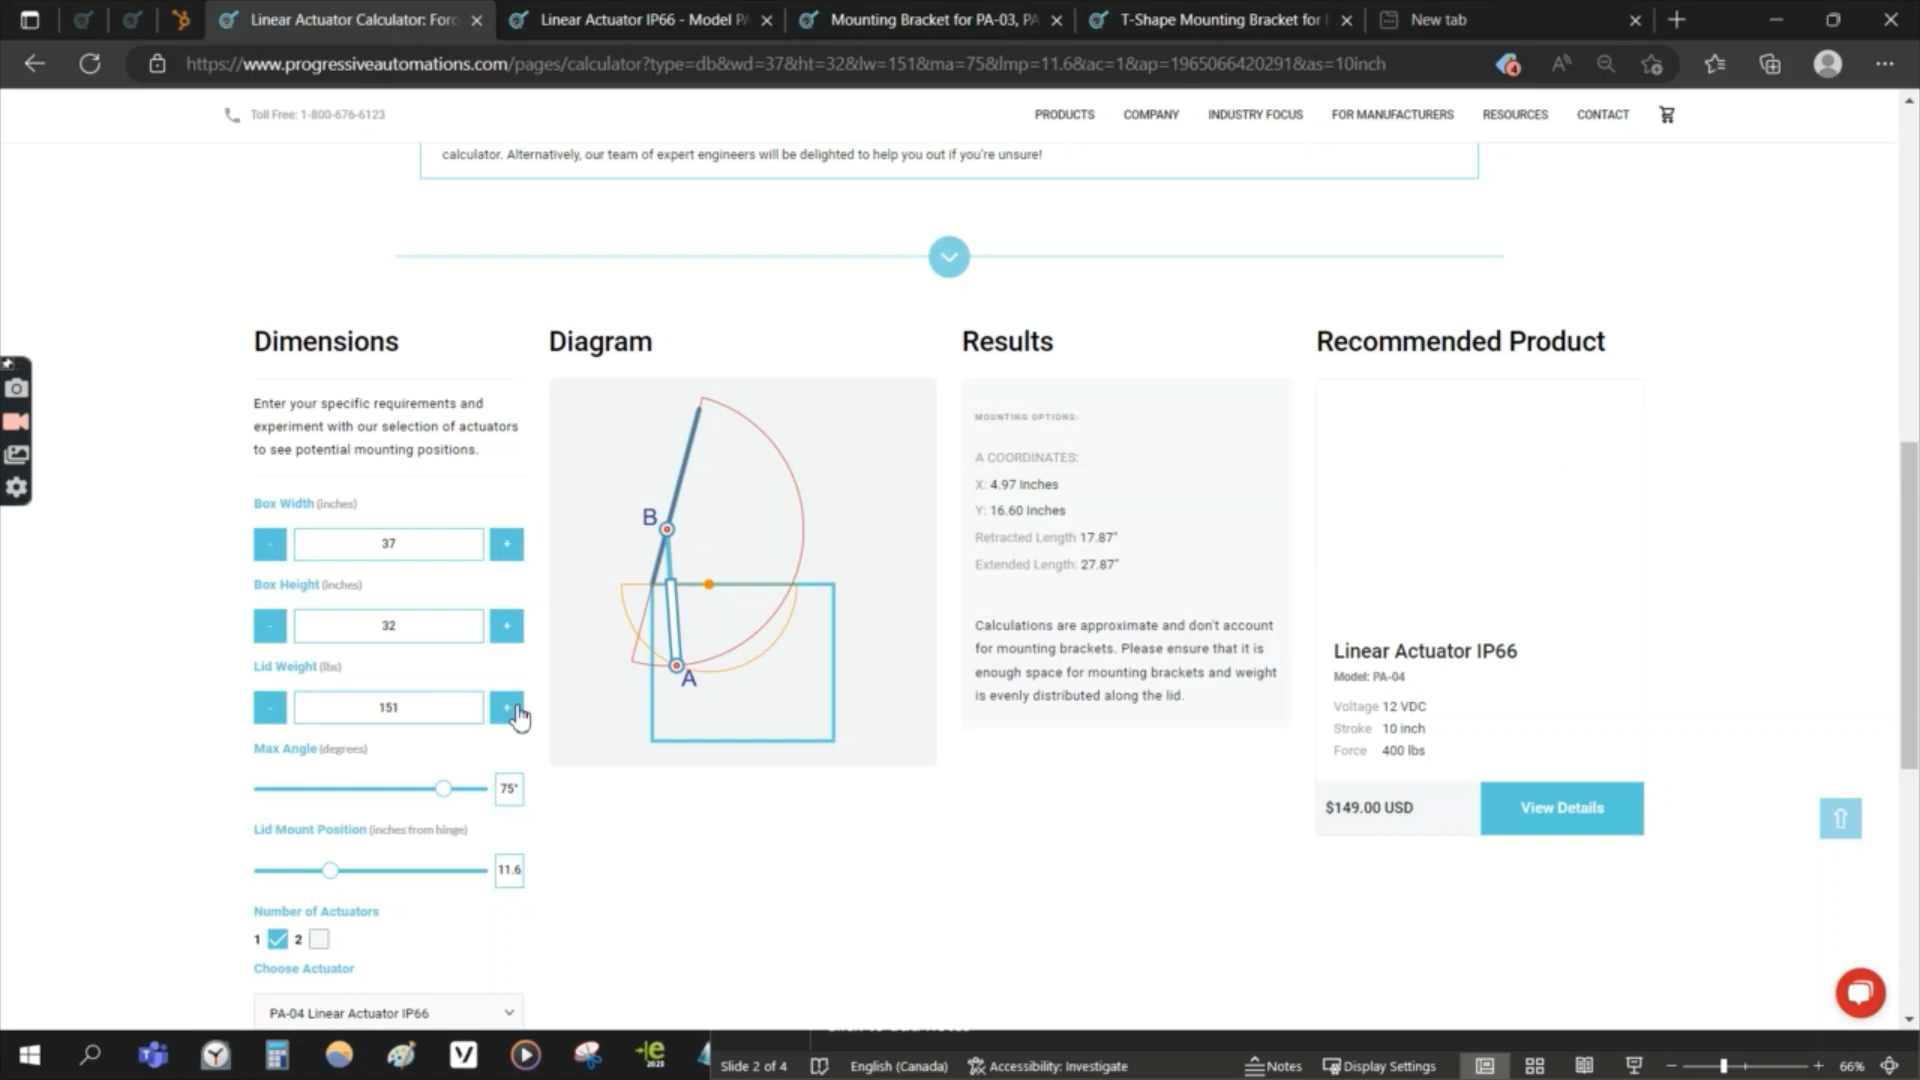 Linear Actuator Calculator: Forc
Linear Actuator IP66 - Model PA
Mounting Bracket for PA-03, PA
T-Shape Mounting Bracket for
New tab
https://www.progressiveautomations.com/pages/calculator?type=db&wd=37&ht=32&lw=151&ma=75&lmp=11.6&ac=1&ap=1965066420291&as=10inch
4
Toll Free: 1-800-676-6123
PRODUCTS
COMPANY
INDUSTRY FOCUS
FOR MANUFACTURERS
RESOURCES
CONTACT
calculator. Alternatively, our team of expert engineers will be delighted to help you out if you're unsure!
Dimensions
Enter your specific requirements and
experiment with our selection of actuators
to see potential mounting positions.
Box Width (inches)
- 37 +
Box Height (inches)
- 32 +
Lid Weight (lbs)
- 151 +
Max Angle (degrees)
75°
Lid Mount Position (inches from hinge)
11.6
Number of Actuators
1 2
Choose Actuator
PA-04 Linear Actuator IP66
Diagram
B
A
Results
MOUNTING OPTIONS:
A COORDINATES:
X: 4.97 Inches
Y: 16.60 Inches
Retracted Length 17.87"
Extended Length: 27.87"
Calculations are approximate and don't account
for mounting brackets. Please ensure that it is
enough space for mounting brackets and weight
is evenly distributed along the lid.
Recommended Product
Linear Actuator IP66
Model: PA-04
Voltage 12 VDC
Stroke 10 inch
Force 400 lbs
$149.00 USD
View Details
2023
Slide 2 of 4
English (Canada)
Accessibility: Investigate
Notes
Display Settings
66%